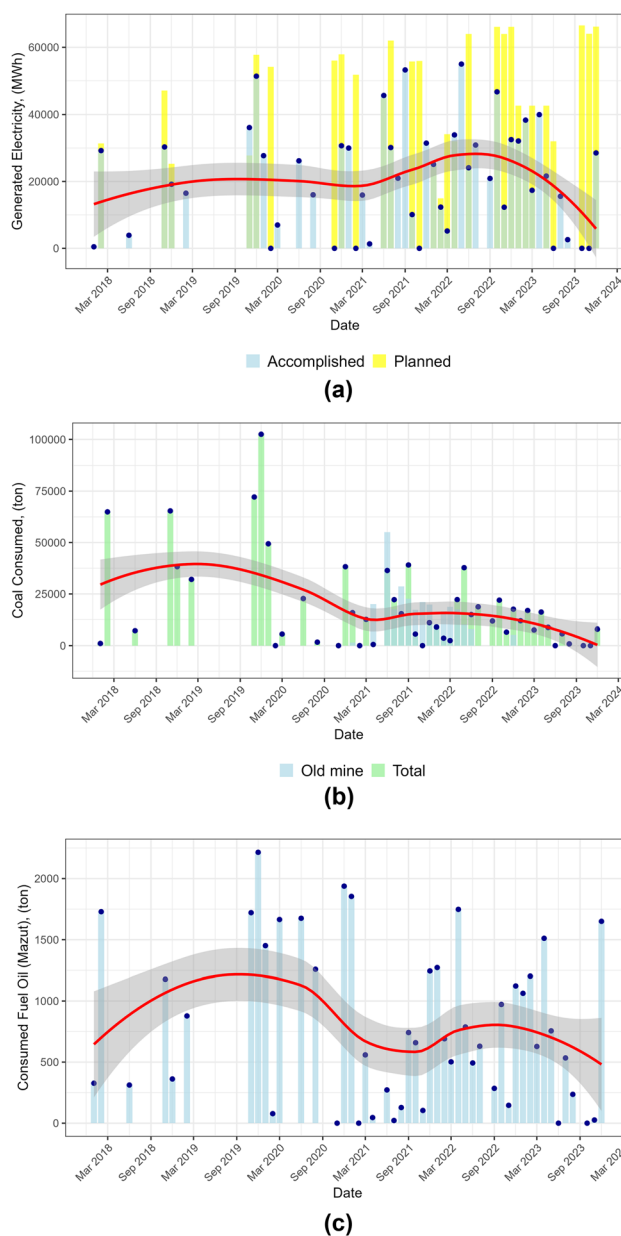 (a)
Generated Electricity, (MWh)
60000
40000
20000
0
Mar 2018
Sep 2018
Mar 2019
Sep 2019
Mar 2020
Sep 2020
Mar 2021
Sep 2021
Mar 2022
Sep 2022
Mar 2023
Sep 2023
Mar 2024
Date
Accomplished Planned
(a)
Coal Consumed, (ton)
100000
75000
50000
25000
0
Mar 2018
Sep 2018
Mar 2019
Sep 2019
Mar 2020
Sep 2020
Mar 2021
Sep 2021
Mar 2022
Sep 2022
Mar 2023
Sep 2023
Mar 2024
Date
Old mine Total
(b)
Consumed Fuel Oil (Mazut), (ton)
2000
1500
1000
500
0
Mar 2018
Sep 2018
Mar 2019
Sep 2019
Mar 2020
Sep 2020
Mar 2021
Sep 2021
Mar 2022
Sep 2022
Mar 2023
Sep 2023
Mar 202
Date
(c)